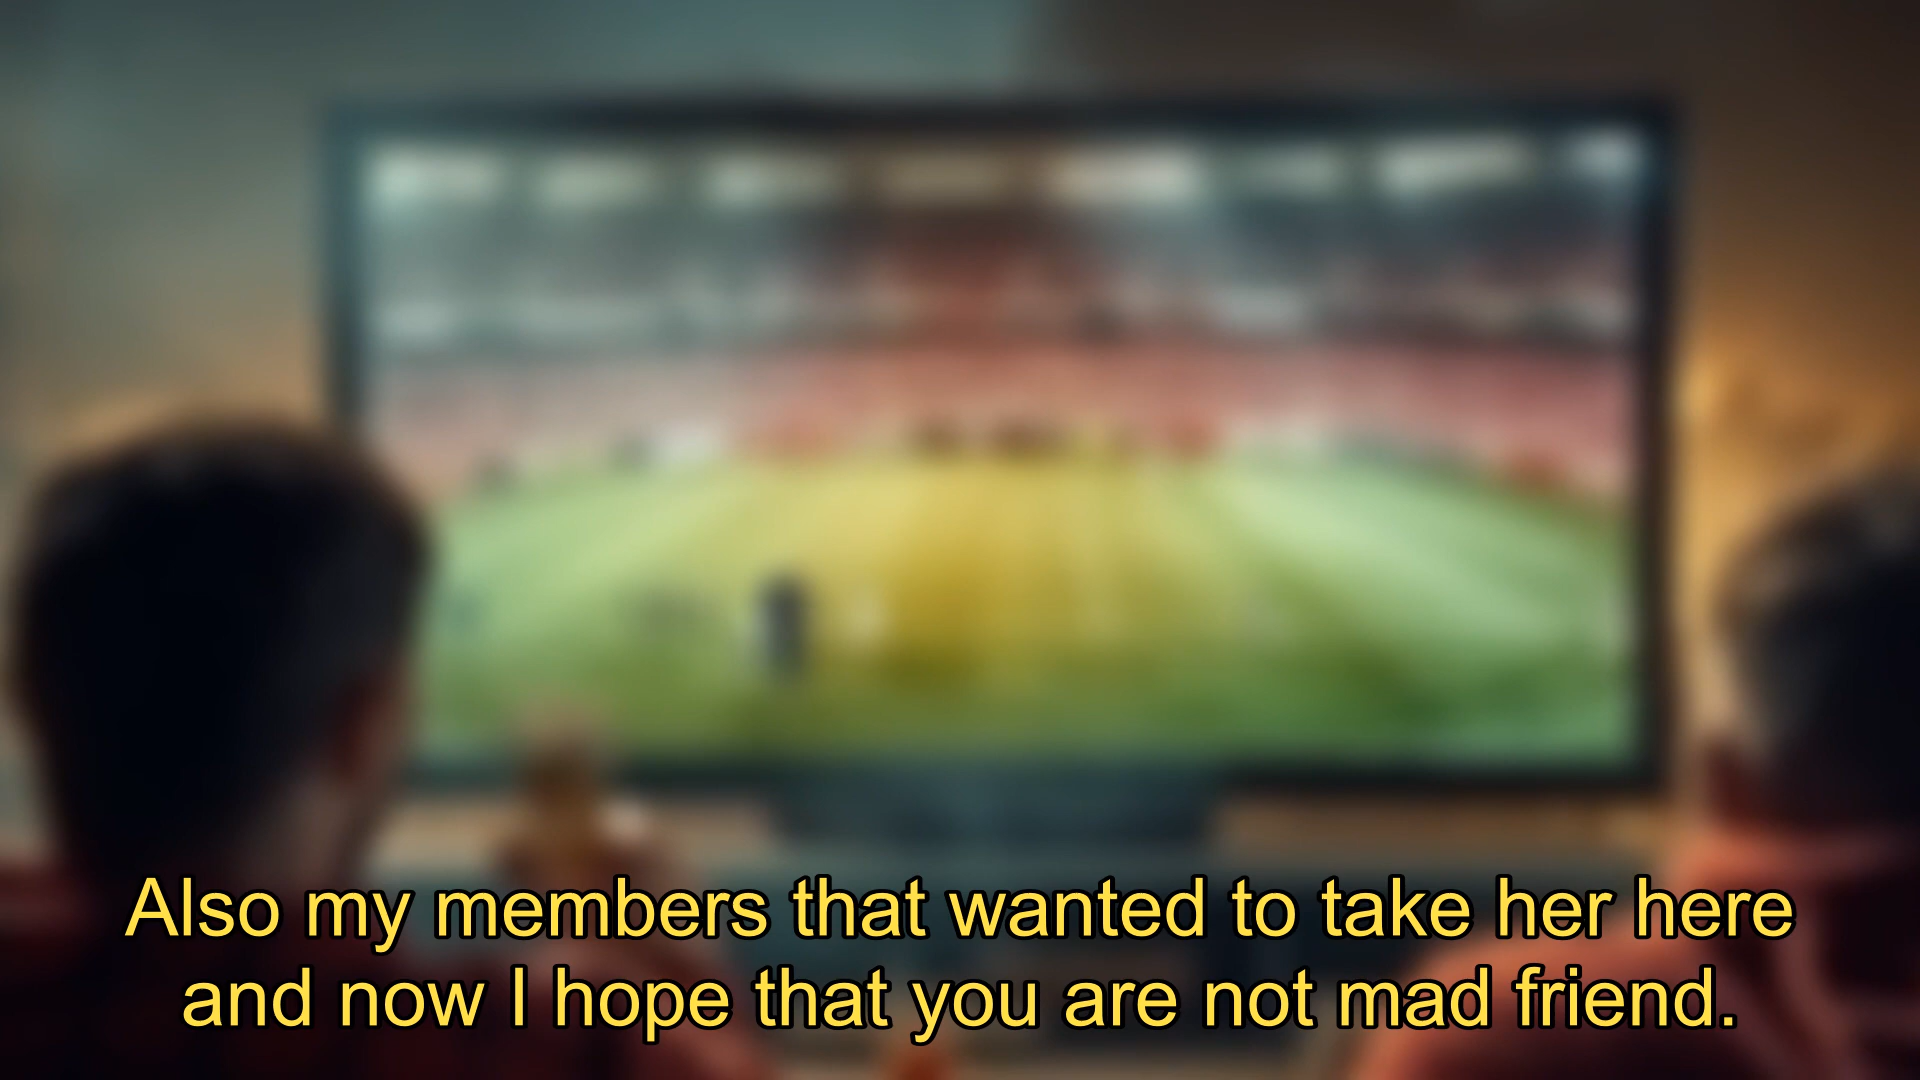 Also my members that wanted to take her here
and now I hope that you are not mad friend.